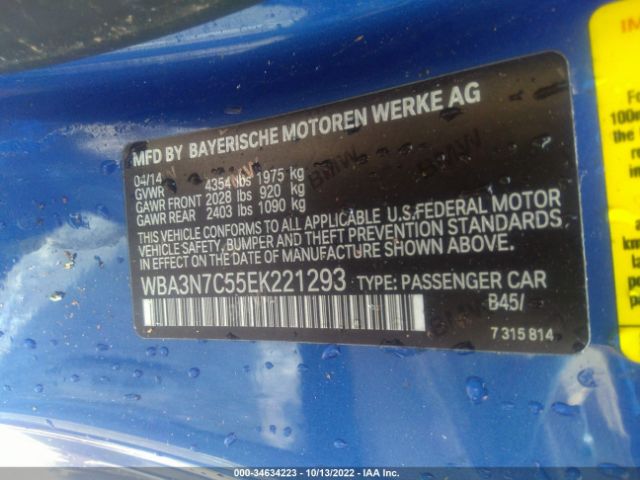 MFD BY BAYERISCHE MOTOREN WERKE AG
04/14
GVWR 4354 lbs 1975 kg
GAWR FRONT 2028 lbs 920 kg
GAWR REAR 2403 lbs 1090 kg
THIS VEHICLE CONFORMS TO ALL APPLICABLE U.S.FEDERAL MOTOR
VEHICLE SAFETY, BUMPER AND THEFT PREVENTION STANDARDS
IN EFFECT ON THE DATE OF MANUFACTURE SHOWN ABOVE.
WBA3N7C55EK221293 TYPE: PASSENGER CAR
B45/
7 315 814
000-34634223 - 10/13/2022 - IAA Inc.